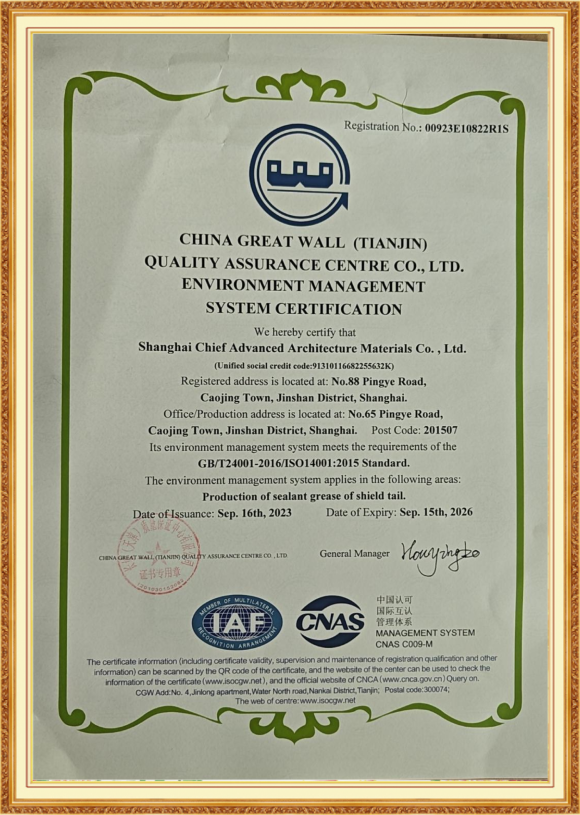 Registration No.: 00923E10822R1S
CHINA GREAT WALL (TIANJIN)
QUALITY ASSURANCE CENTRE CO., LTD.
ENVIRONMENT MANAGEMENT
SYSTEM CERTIFICATION
We hereby certify that
Shanghai Chief Advanced Architecture Materials Co. , Ltd.
(Unified social credit code:91310116682255632K)
Registered address is located at: No.88 Pingye Road,
Caojing Town, Jinshan District, Shanghai.
Office/Production address is located at: No.65 Pingye Road,
Caojing Town, Jinshan District, Shanghai. Post Code: 201507
Its environment management system meets the requirements of the
GB/T24001-2016/ISO14001:2015 Standard.
The environment management system applies in the following areas:
Production of sealant grease of shield tail.
Date of Issuance: Sep. 16th, 2023 Date of Expiry: Sep. 15th, 2026
CHINA GREAT WALL (TIANJIN) QUALITY ASSURANCE CENTRE CO. , LTD.
General Manager
证书专用章
MEMBER OF MULTILATERAL
IAF
RECOGNITION ARRANGEMENT
CNAS
中国认可
国际互认
管理体系
MANAGEMENT SYSTEM
CNAS C009-M
The certificate information (including certificate validity, supervision and maintenance of registration qualification and other
information) can be scanned by the QR code of the certificate, and the website of the center can be used to check the
information of the certificate (www.isocgw.net), and the official website of CNCA (www.cnca.gov.cn) Query on.
CGW Add:No. 4,Jinlong apartment,Water North road,Nankai District,Tianjin; Postal code:300074;
The web of centre:www.isocgw.net